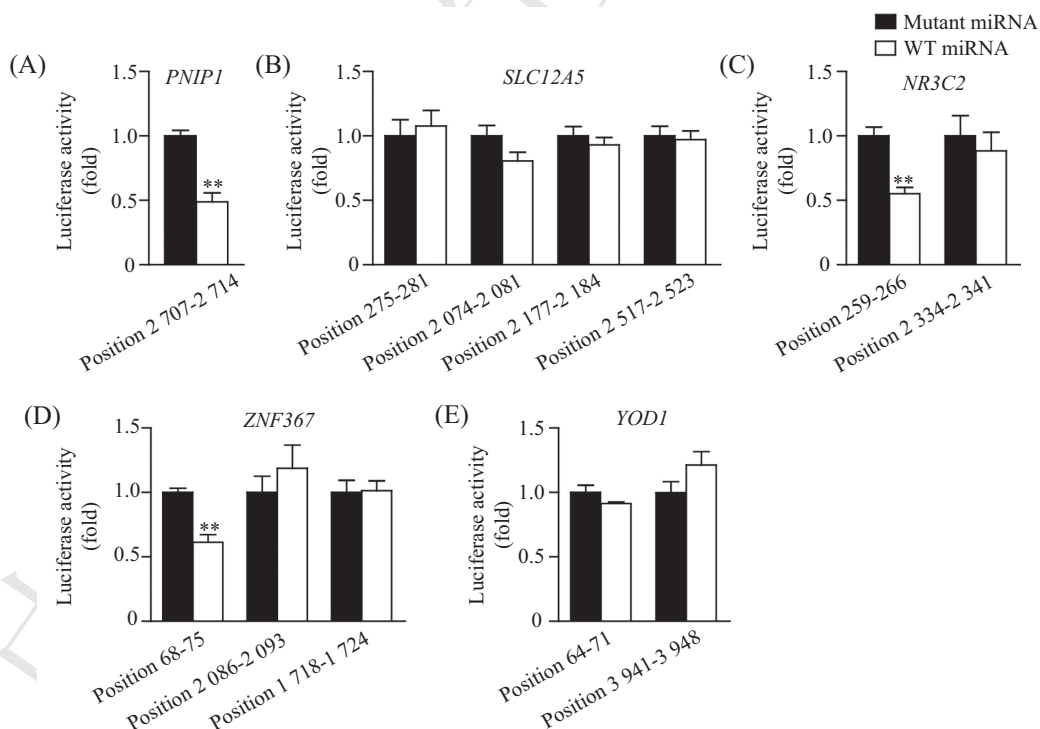 Mutant miRNA
WT miRNA
(A)
PNIP1
Luciferase activity
(fold)
1.5
1.0
0.5
0
**
Position 2 707-2 714
(B)
SLC12A5
Luciferase activity
(fold)
1.5
1.0
0.5
0
Position 275-281
Position 2 074-2 081
Position 2 177-2 184
Position 2 517-2 523
(C)
NR3C2
Luciferase activity
(fold)
1.5
1.0
0.5
0
**
Position 259-266
Position 2 334-2 341
(D)
ZNF367
Luciferase activity
(fold)
1.5
1.0
0.5
0
**
Position 68-75
Position 2 086-2 093
Position 1 718-1 724
(E)
YOD1
Luciferase activity
(fold)
1.5
1.0
0.5
0
Position 64-71
Position 3 941-3 948